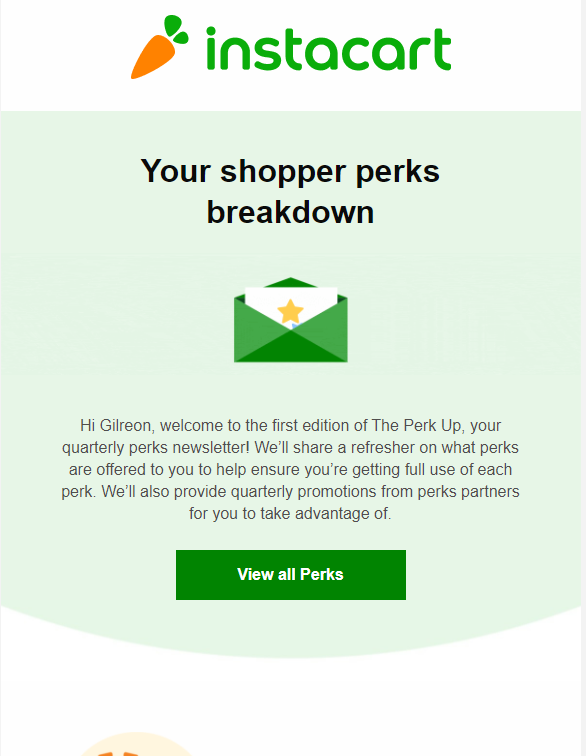 instacart
Your shopper perks
breakdown
Hi Gilreon, welcome to the first edition of The Perk Up, your
quarterly perks newsletter! We’ll share a refresher on what perks
are offered to you to help ensure you’re getting full use of each
perk. We’ll also provide quarterly promotions from perks partners
for you to take advantage of.
View all Perks